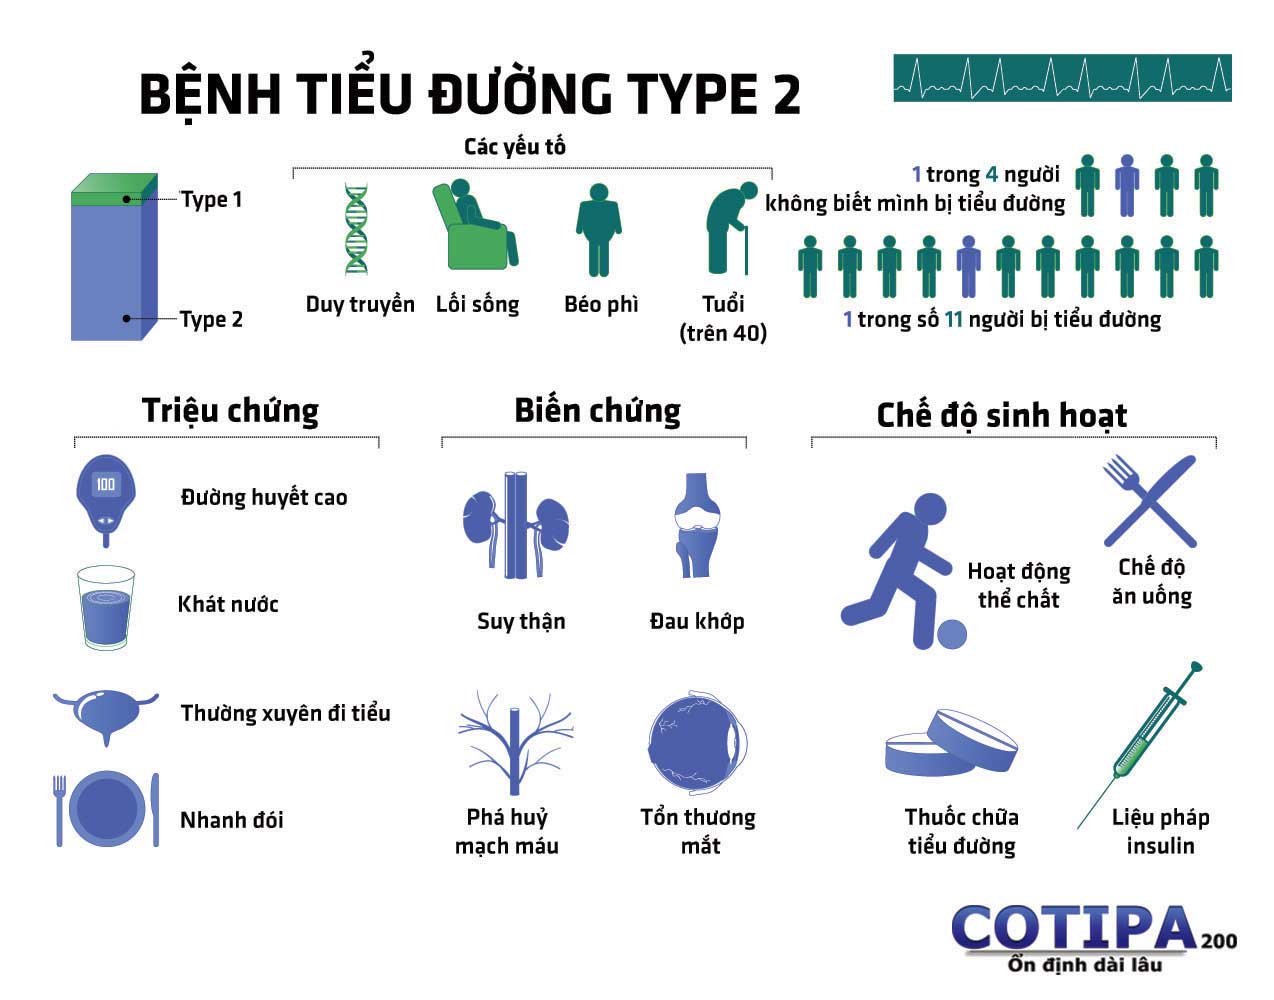 BỆNH TIỂU ĐƯỜNG TYPE 2
Các yếu tố
Type 1
Type 2
Duy truyền
Lối sống
Béo phì
Tuổi
(trên 40)
1 trong 4 người
không biết mình bị tiểu đường
1 trong số 11 người bị tiểu đường
Triệu chứng
100
Đường huyết cao
Khát nước
Thường xuyên đi tiểu
Nhanh đói
Biến chứng
Suy thận
Đau khớp
Phá huỷ
mạch máu
Tổn thương
mắt
Chế độ sinh hoạt
Hoạt động
thể chất
Chế độ
ăn uống
Thuốc chữa
tiểu đường
Liệu pháp
insulin
COTIPA 200
Ổn định dài lâu